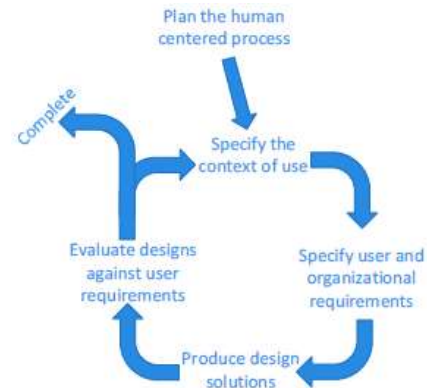 Plan the human
centered process
Complete
Specify the
context of use
Evaluate designs
against user
requirements
Specify user and
organizational
requirements
Produce design
solutions